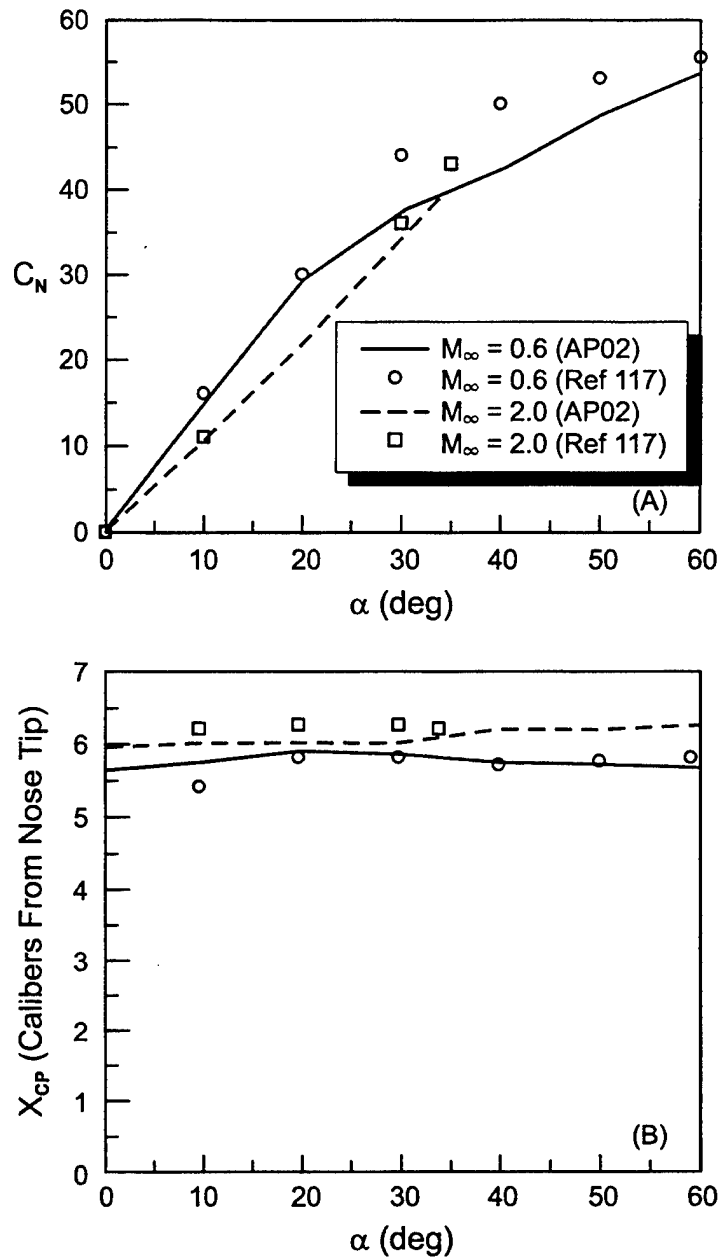 60
50
40
C_N 30
20
10
0
M∞ = 0.6 (AP02)
M∞ = 0.6 (Ref 117)
M∞ = 2.0 (AP02)
M∞ = 2.0 (Ref 117)
(A)
0 10 20 30 40 50 60
α (deg)
7
6
5
4
3
2
1
0
X_CP (Calibers From Nose Tip)
(B)
0 10 20 30 40 50 60
α (deg)